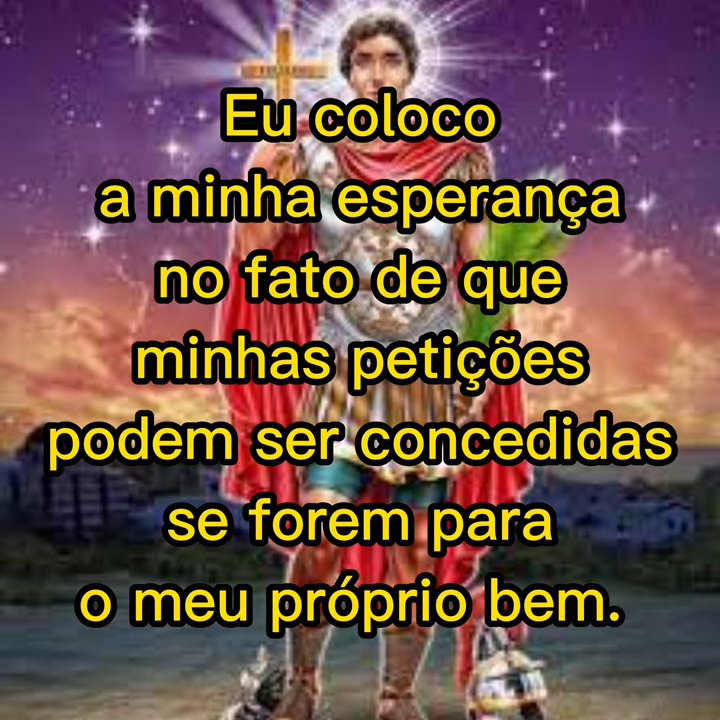 Eu coloco
a minha esperança
no fato de que
minhas petições
podem ser concedidas
se forem para
o meu próprio bem.